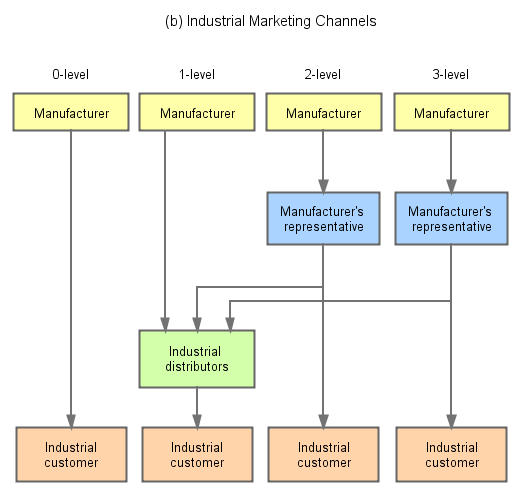 (b) Industrial Marketing Channels
0-level
1-level
2-level
3-level
Manufacturer
Manufacturer
Manufacturer
Manufacturer
Manufacturer's
representative
Manufacturer's
representative
Industrial
distributors
Industrial
customer
Industrial
customer
Industrial
customer
Industrial
customer